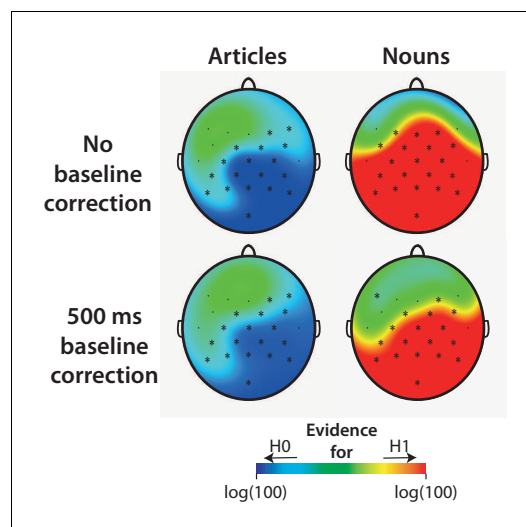 Articles Nouns
No
baseline
correction
500 ms
baseline
correction
Evidence
for
H0 H1
log(100) log(100)